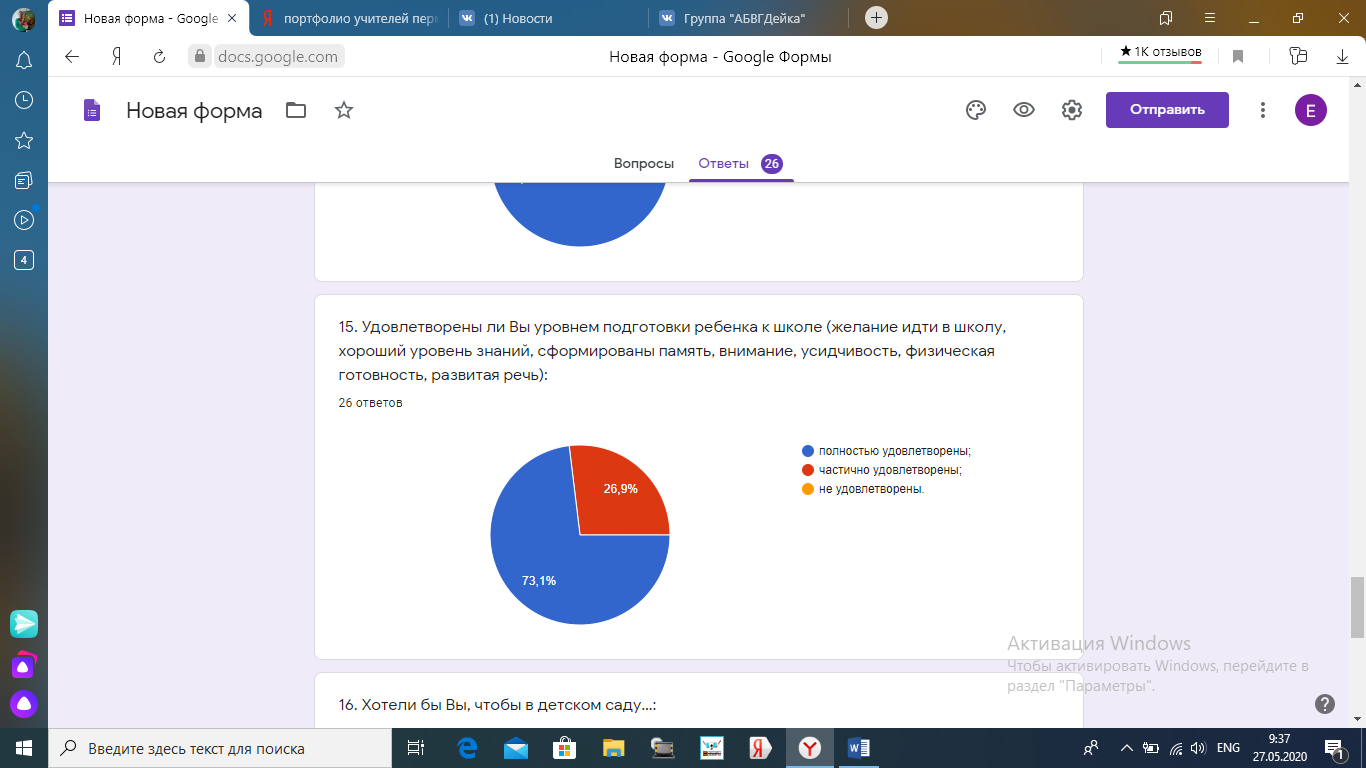 Новая форма - Google
портфолио учителей пер
(1) Новости
Группа "АБВГДейка"
docs.google.com
Новая форма - Google Формы
★ 1К отзывов
Новая форма
Отправить
Е
Вопросы
Ответы 26
4
15. Удовлетворены ли Вы уровнем подготовки ребенка к школе (желание идти в школу,
хороший уровень знаний, сформированы память, внимание, усидчивость, физическая
готовность, развитая речь):
26 ответов
полностью удовлетворены;
частично удовлетворены;
не удовлетворены.
26,9%
73,1%
Активация Windows
Чтобы активировать Windows, перейдите в
раздел "Параметры".
16. Хотели бы Вы, чтобы в детском саду...:
Введите здесь текст для поиска
ENG
9:37
27.05.2020
1